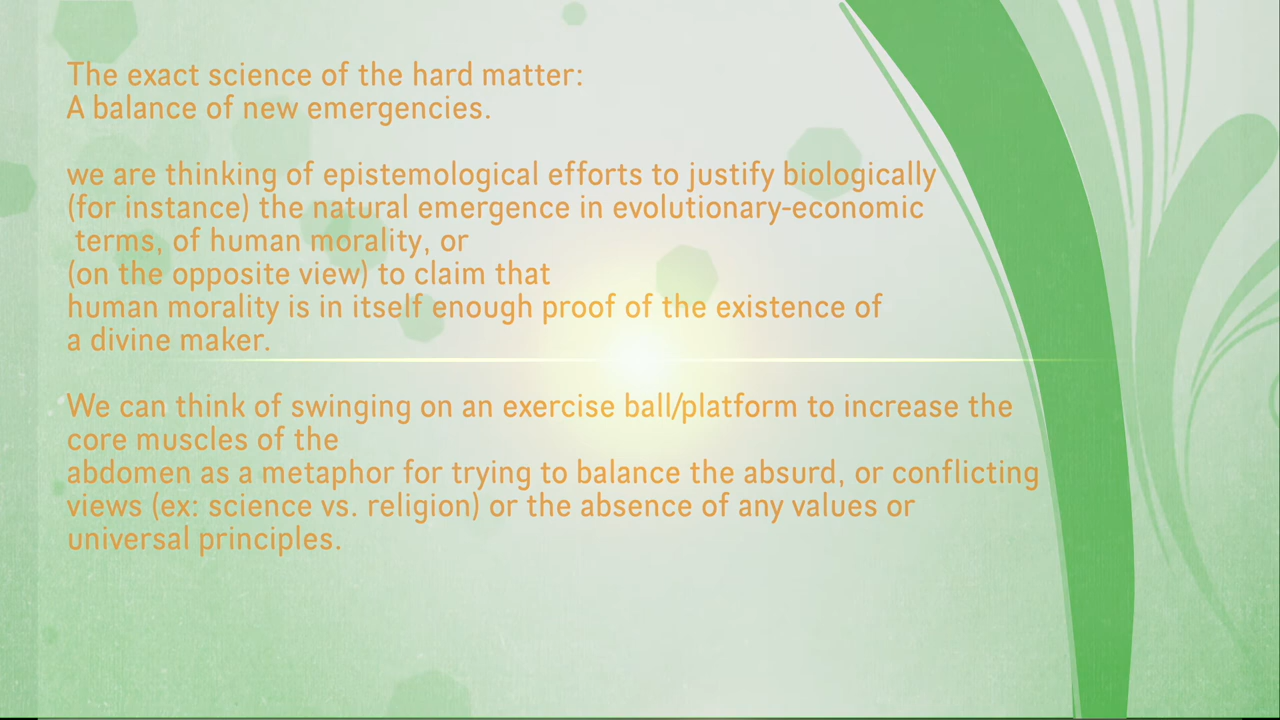 The exact science of the hard matter:
A balance of new emergencies.
we are thinking of epistemological efforts to justify biologically
(for instance) the natural emergence in evolutionary-economic
terms, of human morality, or
(on the opposite view) to claim that
human morality is in itself enough proof of the existence of
a divine maker.
We can think of swinging on an exercise ball/platform to increase the
core muscles of the
abdomen as a metaphor for trying to balance the absurd, or conflicting
views (ex: science vs. religion) or the absence of any values or
universal principles.